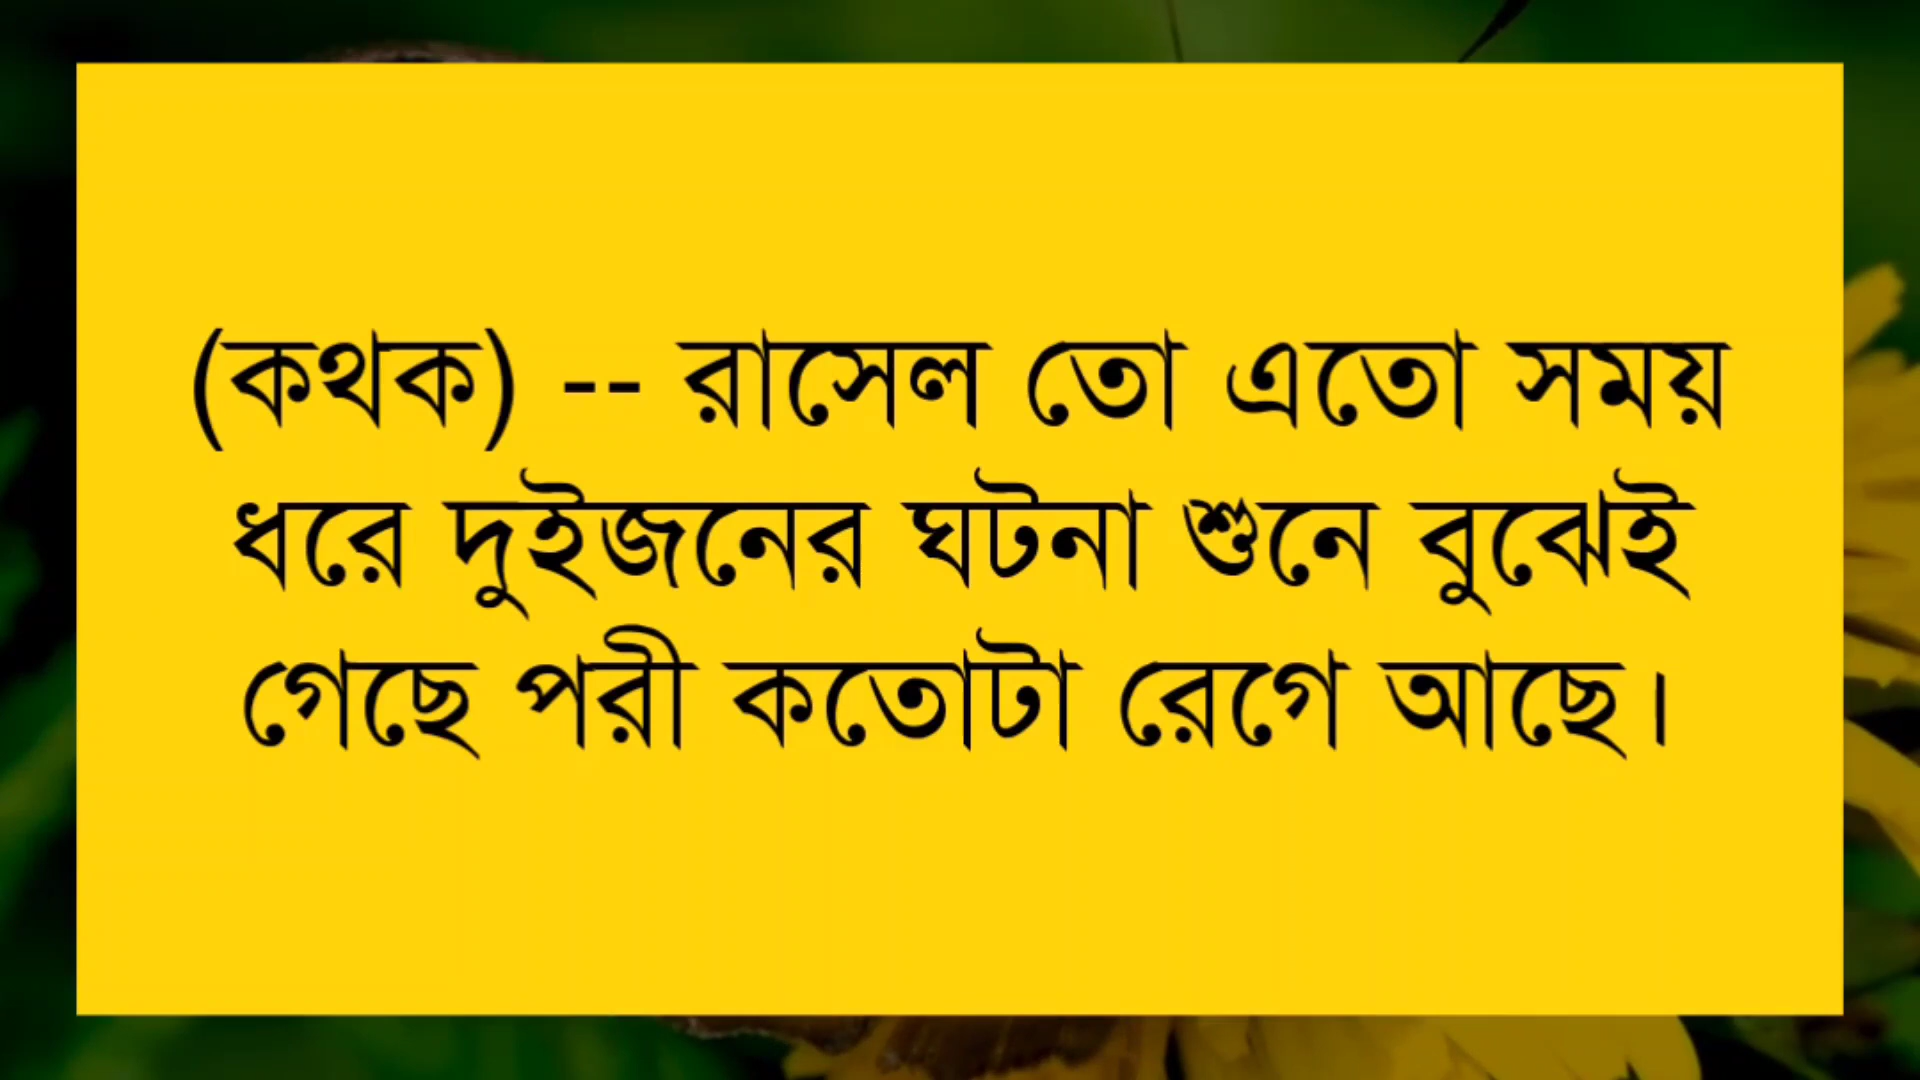 (কথক) -- রাসেল তো এতো সময়
ধরে দুইজনের ঘটনা শুনে বুঝেই
গেছে পরী কতোটা রেগে আছে।